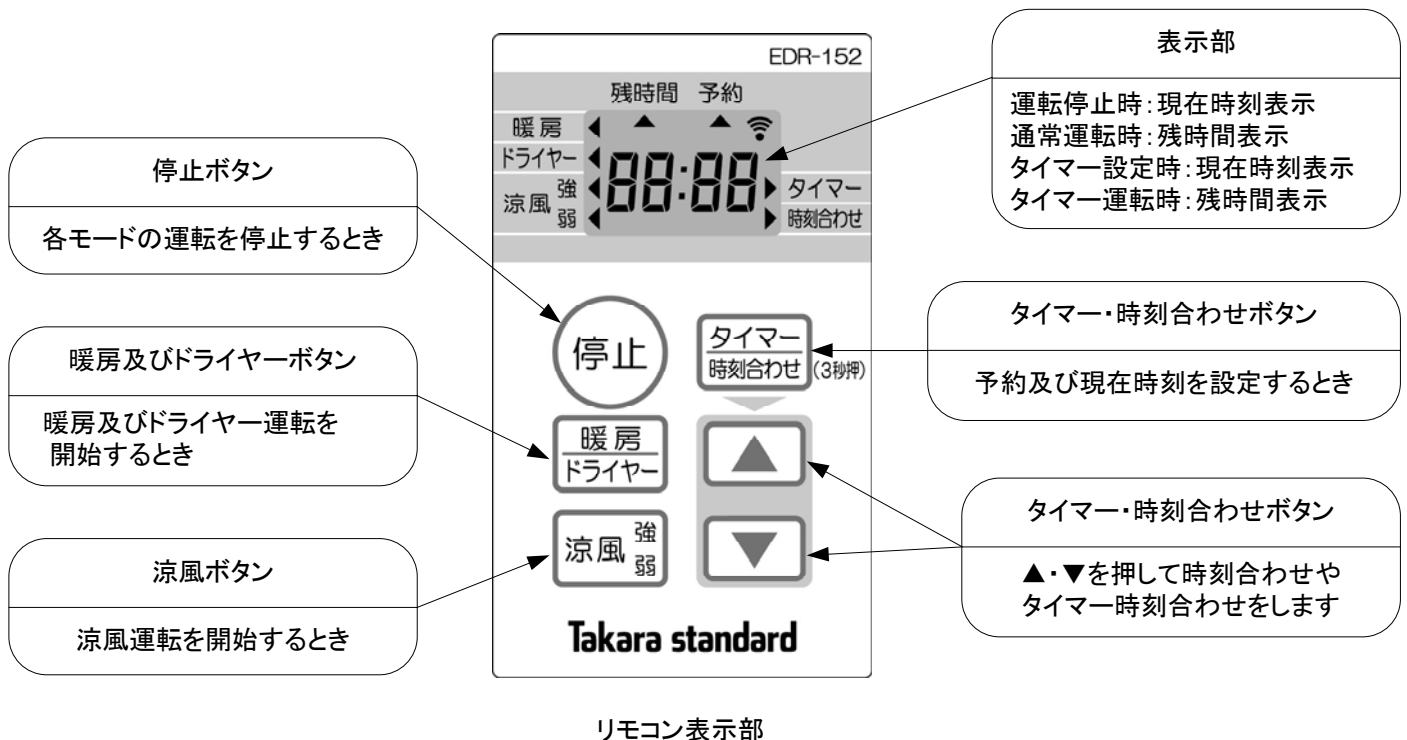 停止ボタン
各モードの運転を停止するとき
暖房及びドライヤーボタン
暖房及びドライヤー運転を
開始するとき
涼風ボタン
涼風運転を開始するとき
EDR-152
残時間 予約
暖房
ドライヤー
涼風 強
弱
88:88
タイマー
時刻合わせ
停止
タイマー
時刻合わせ (3秒押)
暖房
ドライヤー
涼風 強
弱
▲
▼
Takara standard
表示部
運転停止時:現在時刻表示
通常運転時:残時間表示
タイマー設定時:現在時刻表示
タイマー運転時:残時間表示
タイマー・時刻合わせボタン
予約及び現在時刻を設定するとき
タイマー・時刻合わせボタン
▲・▼を押して時刻合わせや
タイマー時刻合わせをします
リモコン表示部